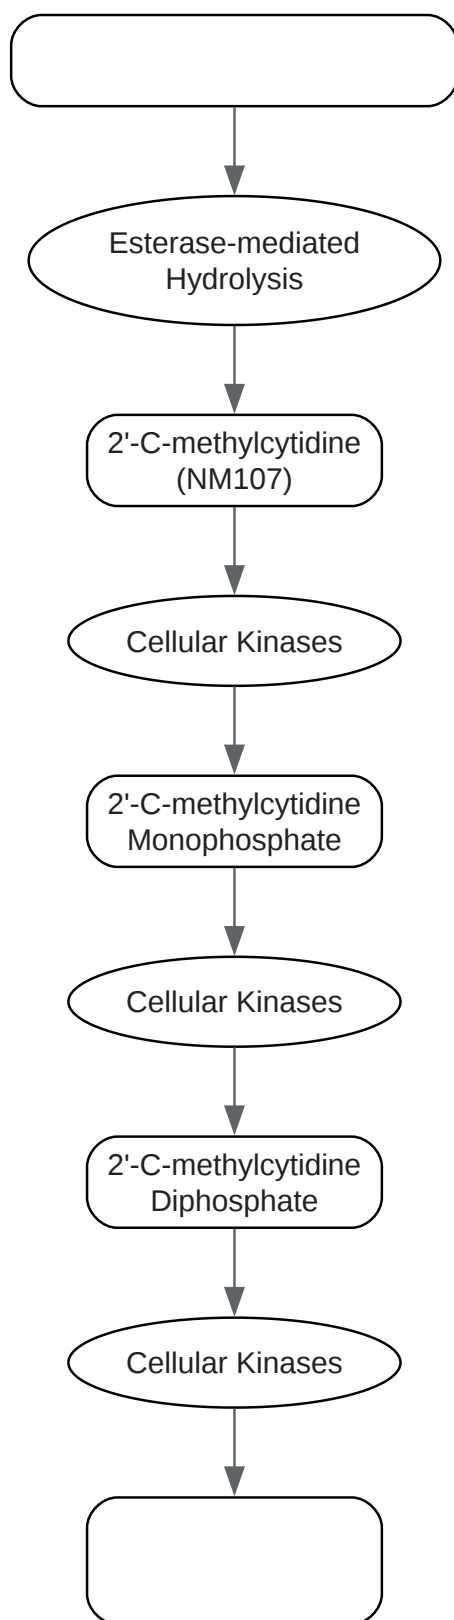 Esterase-mediated
Hydrolysis
2'-C-methylcytidine
(NM107)
Cellular Kinases
2'-C-methylcytidine
Monophosphate
Cellular Kinases
2'-C-methylcytidine
Diphosphate
Cellular Kinases